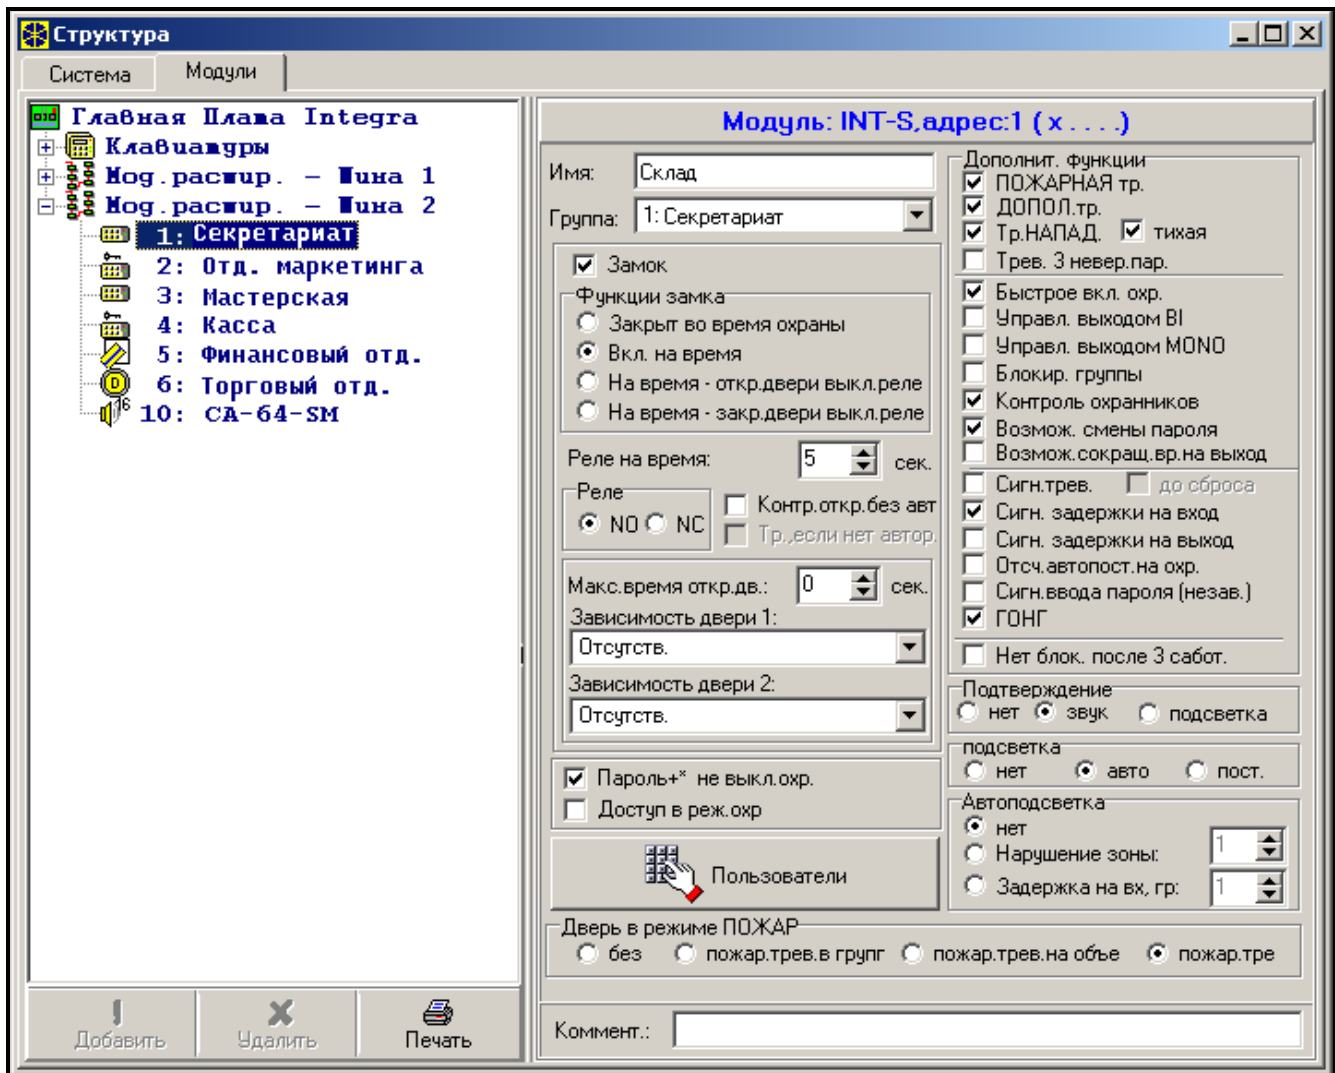 Структура
Система Модули
Главная Плата Integra
Клавиатуры
Мод.расшир. – Шина 1
Мод.расшир. – Шина 2
1: Секретариат
2: Отд. маркетинга
3: Мастерская
4: Касса
5: Финансовый отд.
6: Торговый отд.
10: CA-64-SM
Добавить Удалить Печать
Модуль: INT-S,адрес:1 ( x . . . .)
Имя: Склад
Группа: 1: Секретариат
Замок
Функции замка
Закрыт во время охраны
Вкл. на время
На время - откр.двери выкл.реле
На время - закр.двери выкл.реле
Реле на время: 5 сек.
Реле
NO NC
Контр.откр.без авт
Тр.,если нет автор.
Макс.время откр.дв.: 0 сек.
Зависимость двери 1:
Отсутств.
Зависимость двери 2:
Отсутств.
Пароль+* не выкл.охр.
Доступ в реж.охр
Пользователи
Дополнит. функции
ПОЖАРНАЯ тр.
ДОПОЛ.тр.
Тр.НАПАД. тихая
Трев. 3 невер.пар.
Быстрое вкл. охр.
Управл. выходом BI
Управл. выходом MONO
Блокир. группы
Контроль охранников
Возмож. смены пароля
Возмож.сокращ.вр.на выход
Сигн.трев. до сброса
Сигн. задержки на вход
Сигн. задержки на выход
Отсч.автопост.на охр.
Сигн.ввода пароля (незав.)
ГОНГ
Нет блок. после 3 сабот.
Подтверждение
нет звук подсветка
подсветка
нет авто пост.
Автоподсветка
нет
Нарушение зоны: 1
Задержка на вх, гр: 1
Дверь в режиме ПОЖАР
без пожар.трев.в групг пожар.трев.на объе пожар.тре
Коммент.: